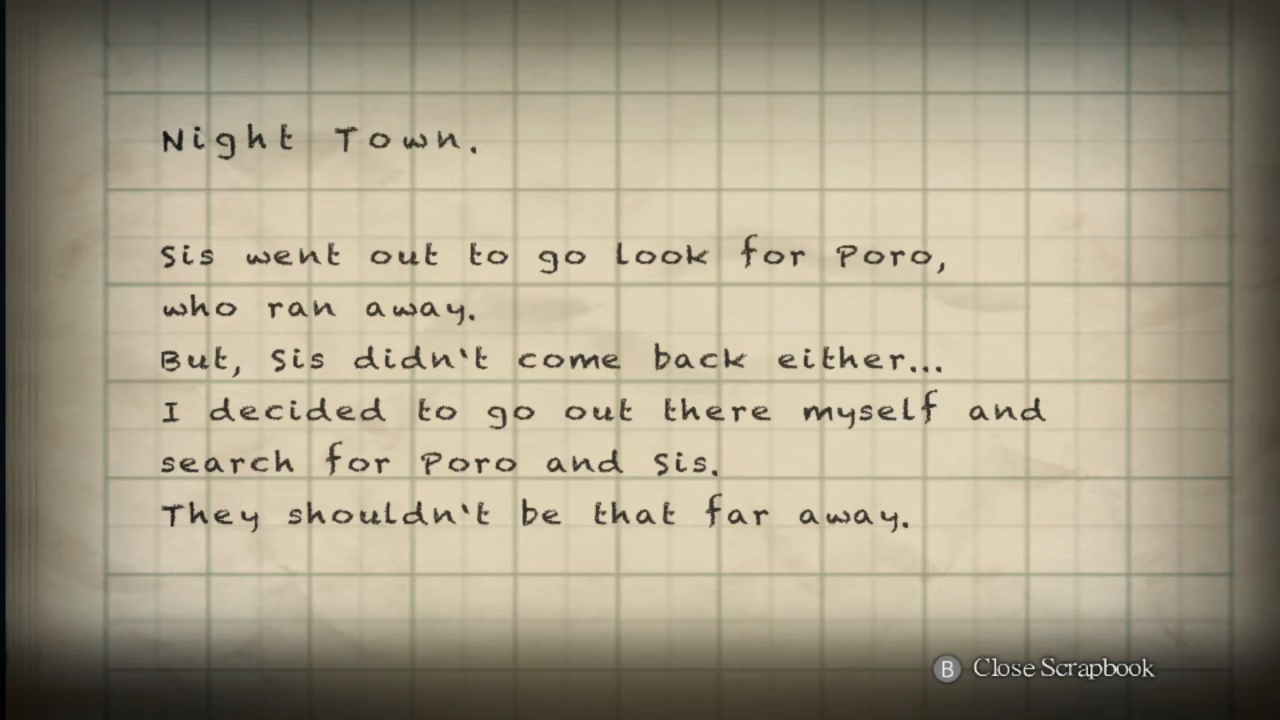 Night Town.
Sis went out to go look for Poro,
who ran away.
But, Sis didn't come back either...
I decided to go out there myself and
search for Poro and Sis.
They shouldn't be that far away.
B Close Scrapbook